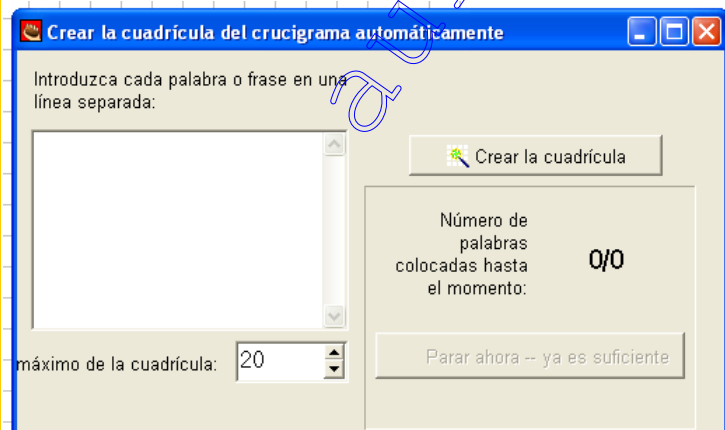 Crear la cuadrícula del crucigrama automáticamente
Introduzca cada palabra o frase en una
línea separada:
Crear la cuadrícula
Número de
palabras
colocadas hasta
el momento:
0/0
máximo de la cuadrícula:
20
Parar ahora -- ya es suficiente